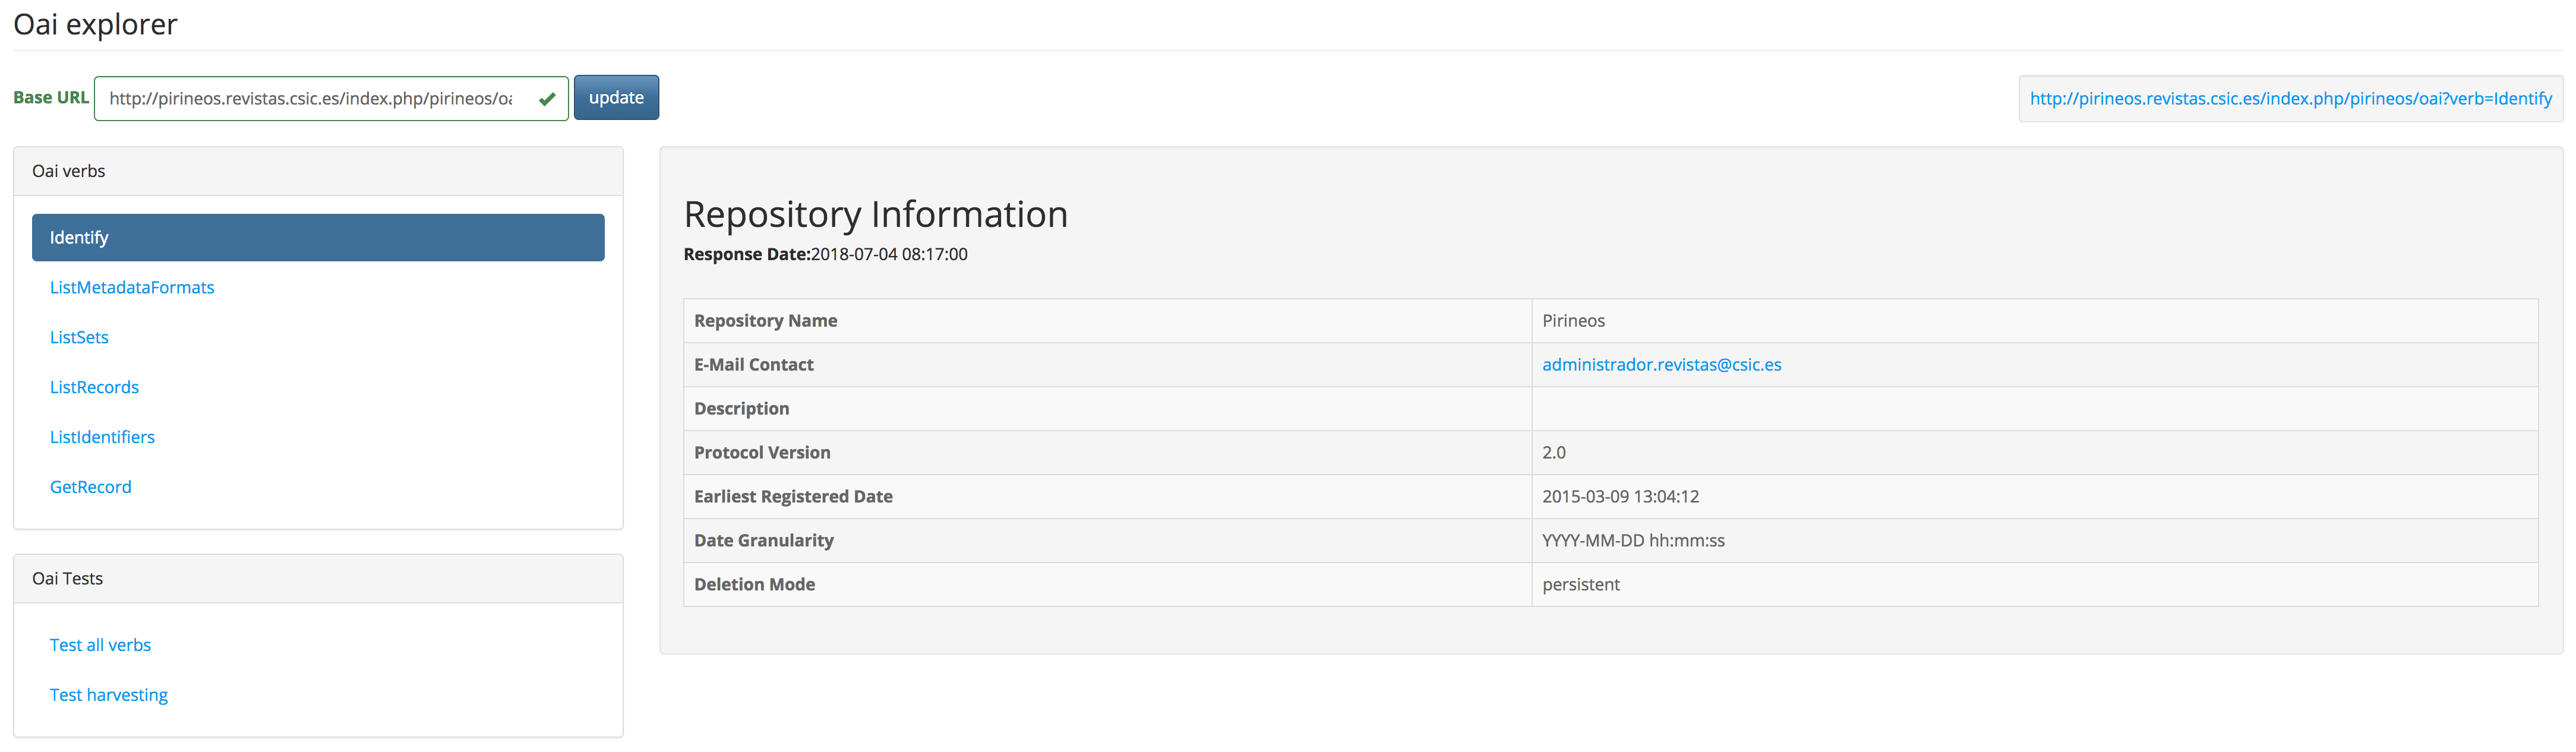 Oai explorer
Base URL http://pirineos.revistas.csic.es/index.php/pirineos/oa update http://pirineos.revistas.csic.es/index.php/pirineos/oai?verb=Identify
Oai verbs
Identify
ListMetadataFormats
ListSets
ListRecords
ListIdentifiers
GetRecord
Oai Tests
Test all verbs
Test harvesting
Repository Information
Response Date:2018-07-04 08:17:00
Repository Name Pirineos
E-Mail Contact administrador.revistas@csic.es
Description
Protocol Version 2.0
Earliest Registered Date 2015-03-09 13:04:12
Date Granularity YYYY-MM-DD hh:mm:ss
Deletion Mode persistent